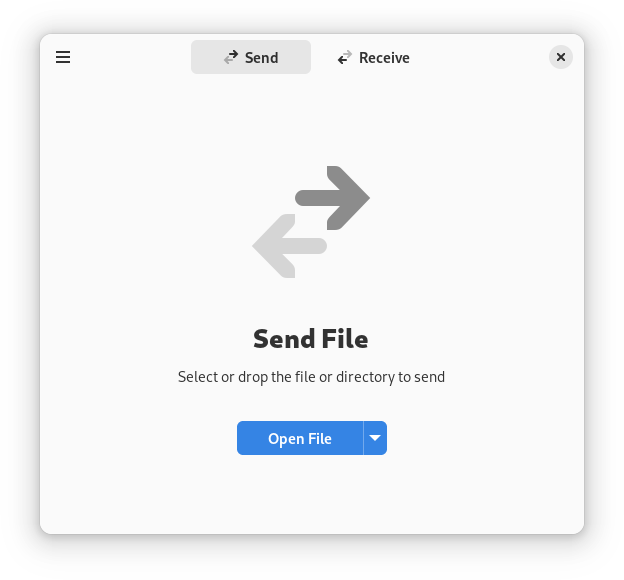 Send
Receive
Send File
Select or drop the file or directory to send
Open File